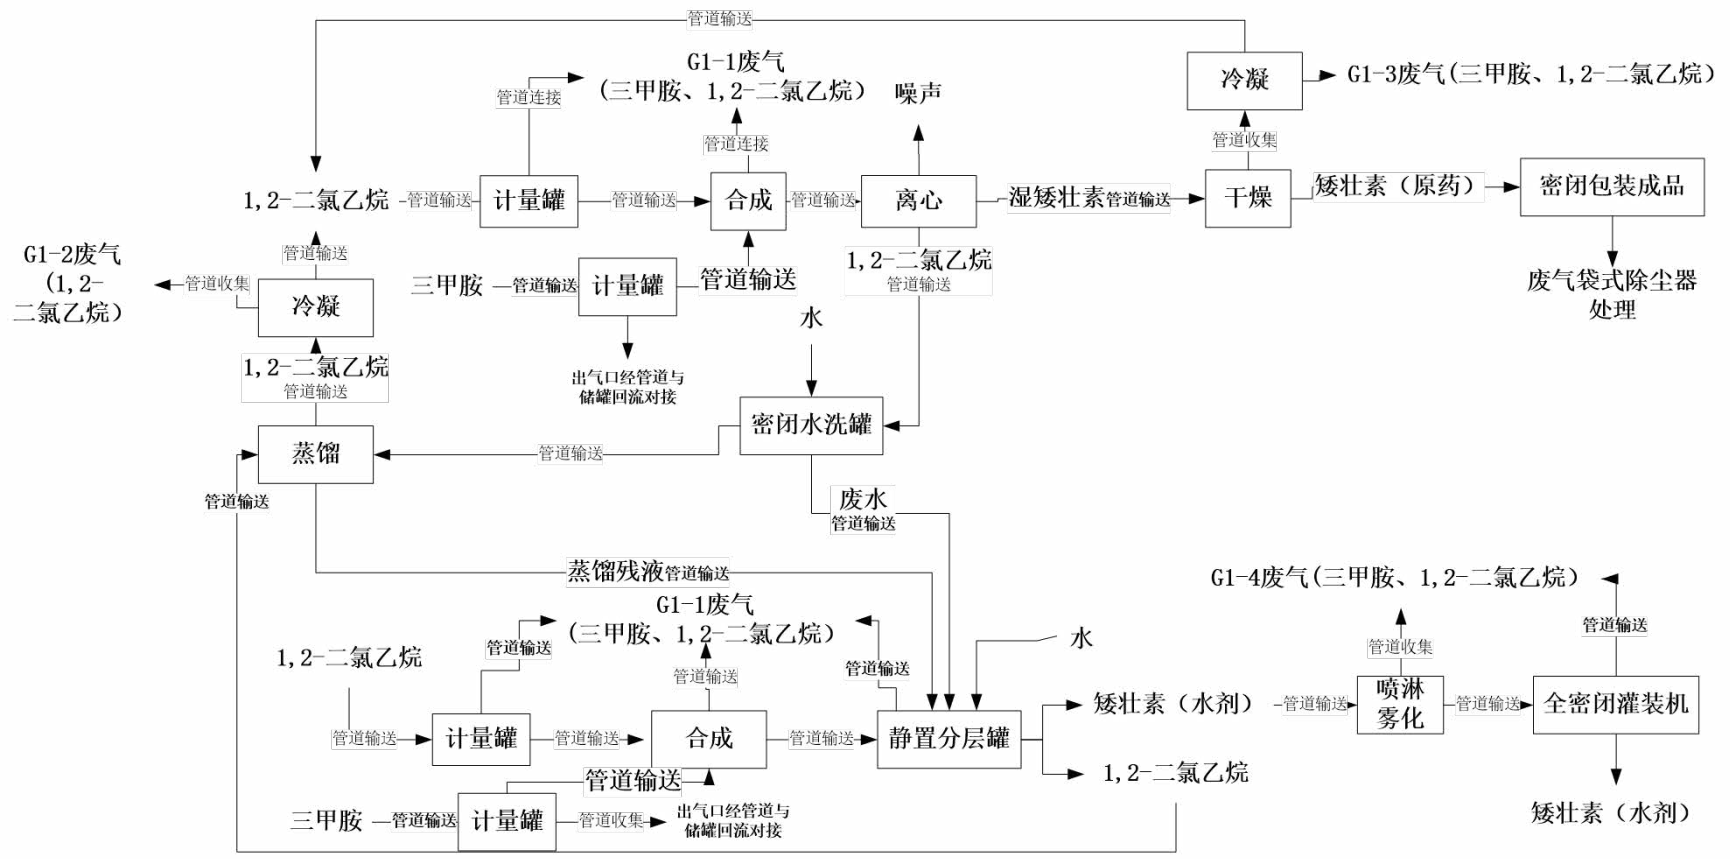 管道输送
G1-1废气
(三甲胺、1,2-二氯乙烷)
管道连接
管道连接
噪声
冷凝
G1-3废气(三甲胺、1,2-二氯乙烷)
管道收集
1,2-二氯乙烷
管道输送
计量罐
管道输送
合成
管道输送
离心
湿矮壮素管道输送
干燥
矮壮素（原药）
密闭包装成品
废气袋式除尘器
处理
G1-2废气
(1,2-
二氯乙烷)
管道收集
管道输送
冷凝
三甲胺
管道输送
计量罐
管道输送
1,2-二氯乙烷
管道输送
出气口经管道与
储罐回流对接
水
1,2-二氯乙烷
管道输送
密闭水洗罐
蒸馏
管道输送
管道输送
废水
管道输送
蒸馏残液管道输送
G1-1废气
(三甲胺、1,2-二氯乙烷)
管道输送
管道输送
管道输送
水
1,2-二氯乙烷
管道输送
计量罐
管道输送
合成
管道输送
静置分层罐
矮壮素（水剂）
1,2-二氯乙烷
管道输送
三甲胺
管道输送
计量罐
管道收集
出气口经管道与
储罐回流对接
G1-4废气(三甲胺、1,2-二氯乙烷)
管道收集
管道输送
管道输送
喷淋
雾化
管道输送
全密闭灌装机
矮壮素（水剂）